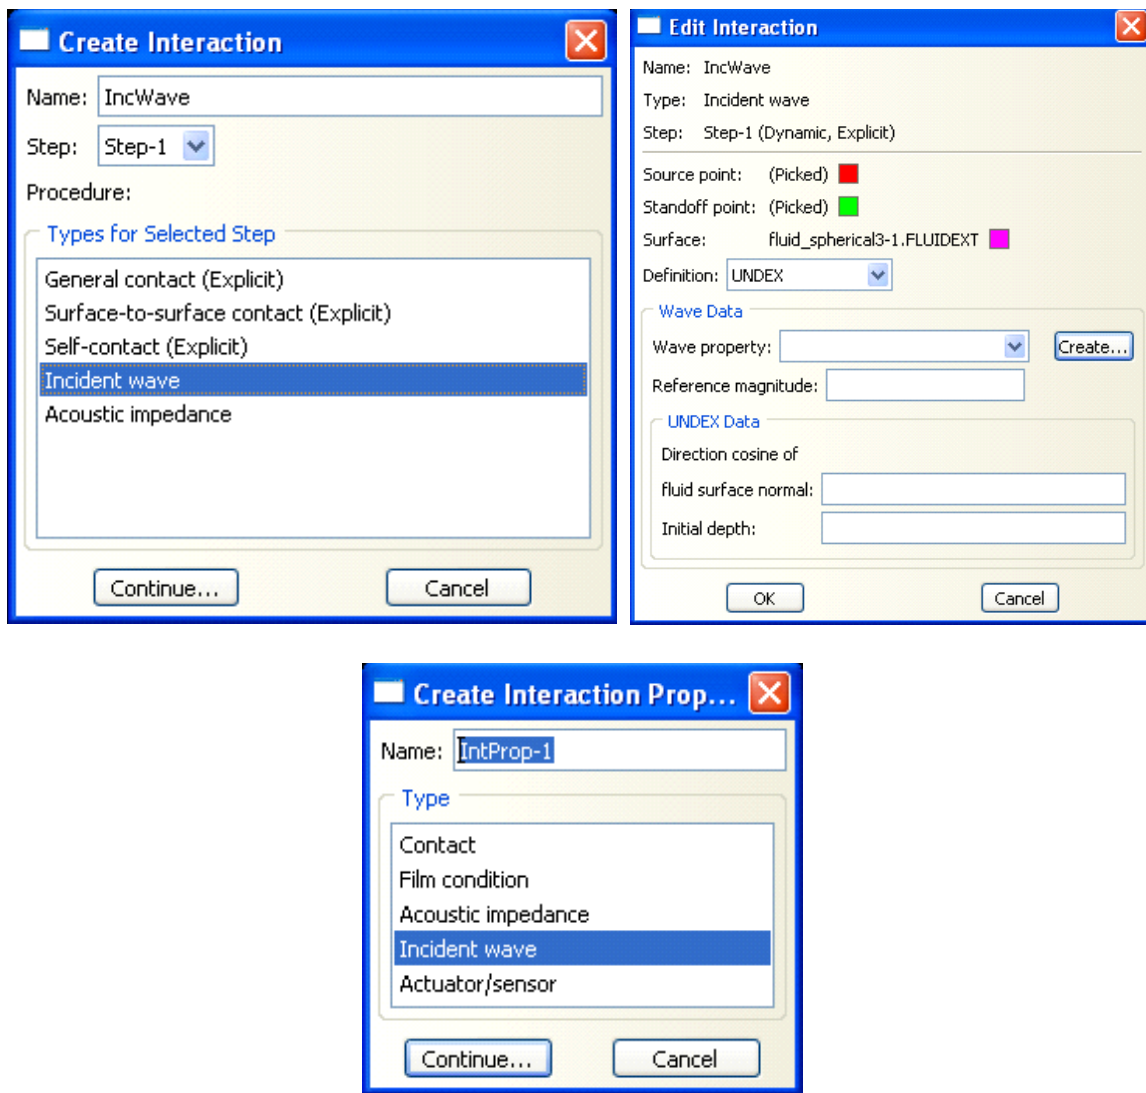 Create Interaction
Name: IncWave
Step: Step-1
Procedure:
Types for Selected Step
General contact (Explicit)
Surface-to-surface contact (Explicit)
Self-contact (Explicit)
Incident wave
Acoustic impedance
Continue... Cancel
Edit Interaction
Name: IncWave
Type: Incident wave
Step: Step-1 (Dynamic, Explicit)
Source point: (Picked)
Standoff point: (Picked)
Surface: fluid_spherical3-1.FLUIDEXT
Definition: UNDEX
Wave Data
Wave property: Create...
Reference magnitude:
UNDEX Data
Direction cosine of
fluid surface normal:
Initial depth:
OK Cancel
Create Interaction Prop...
Name: IntProp-1
Type
Contact
Film condition
Acoustic impedance
Incident wave
Actuator/sensor
Continue... Cancel